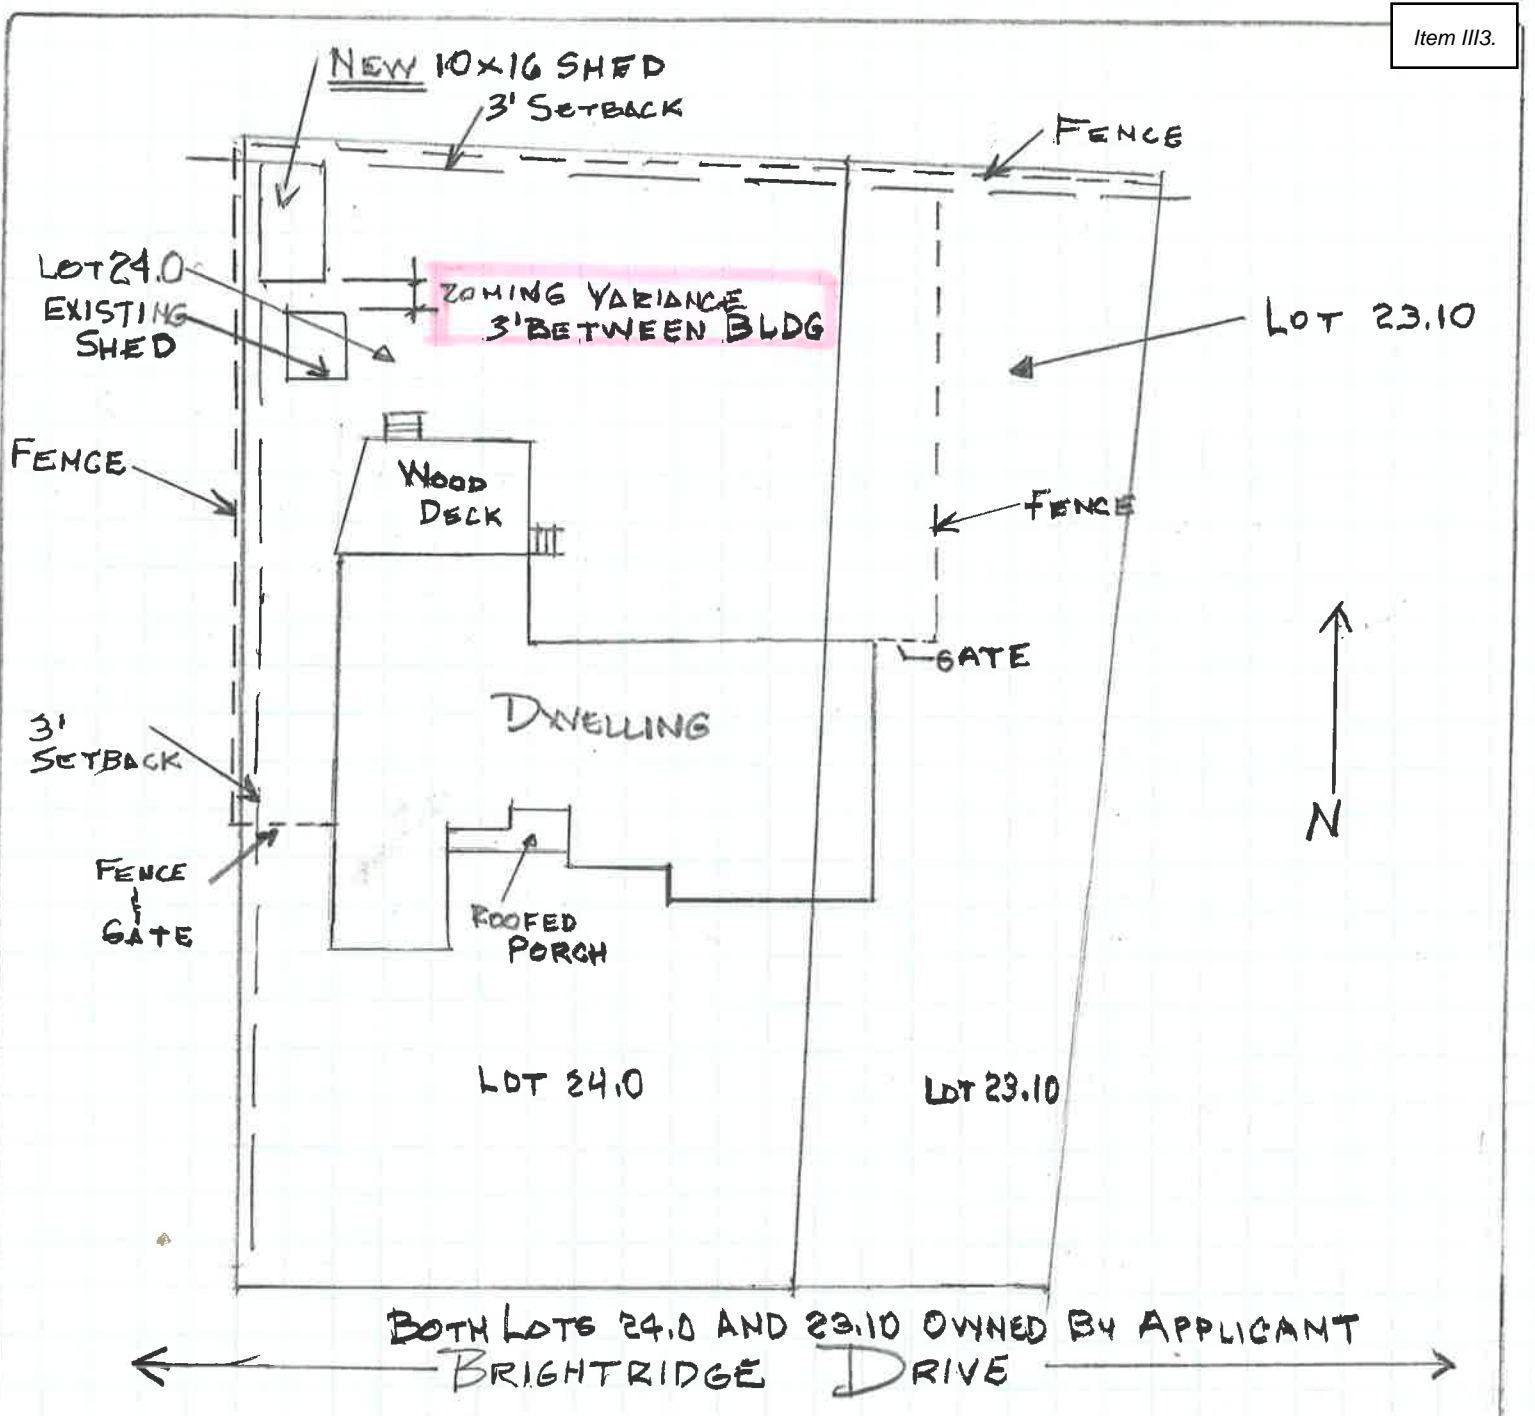 Item III3.
NEW 10x16 SHED
3' SETBACK
FENCE
LOT 24.0
EXISTING
SHED
ZONING VARIANCE
3' BETWEEN BLDG
LOT 23.10
FENCE
WOOD
DECK
FENCE
GATE
DWELLING
3'
SETBACK
N
FENCE
&
GATE
ROOFED
PORCH
LOT 24.0
LOT 23.10
BOTH LOTS 24.0 AND 23.10 OWNED BY APPLICANT
BRIGHTRIDGE DRIVE